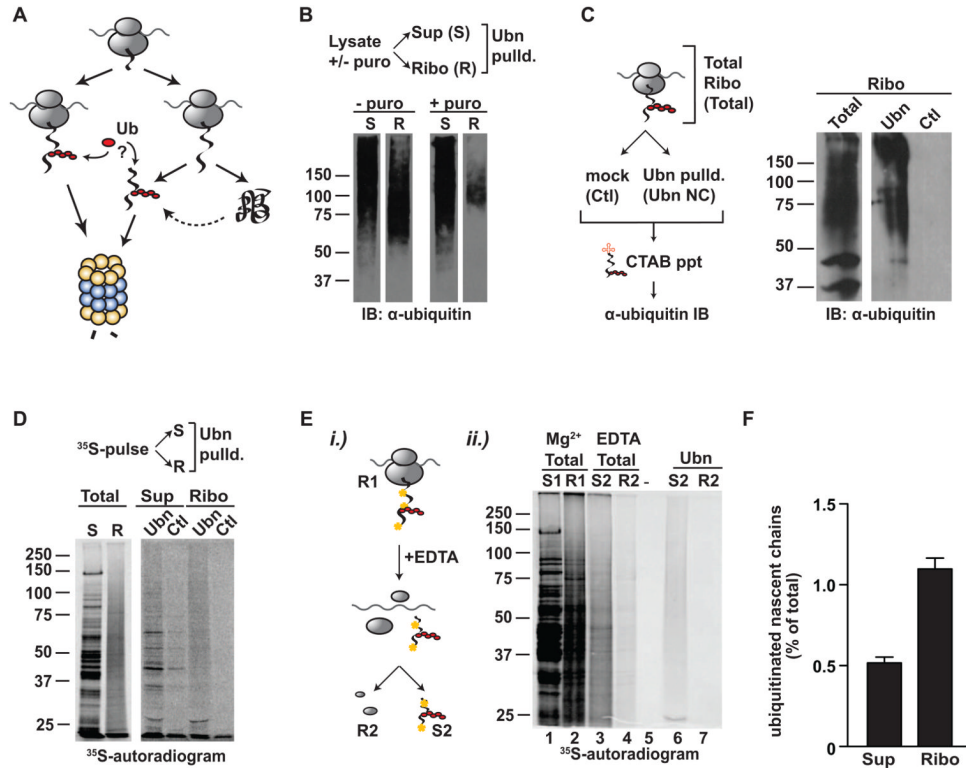 A
Ub
?
B
Lysate
+/- puro
Sup (S)
Ribo (R)
Ubn
pulld.
- puro
+ puro
S R S R
150
100
75
50
37
IB: α-ubiquitin
C
Total
Ribo
(Total)
mock
(Ctl)
Ubn pulld.
(Ubn NC)
CTAB ppt
α-ubiquitin IB
Ribo
Total Ubn Ctl
150
100
75
50
37
IB: α-ubiquitin
D
35S-pulse
S
R
Ubn
pulld.
Total Sup Ribo
S R Ubn Ctl Ubn Ctl
250
150
100
75
50
37
25
35S-autoradiogram
E
i.)
R1
+EDTA
R2 S2
ii.)
Mg2+ EDTA
Total Total Ubn
S1 R1 S2 R2 - S2 R2
250
150
100
75
50
37
25
1 2 3 4 5 6 7
35S-autoradiogram
F
ubiquitinated nascent chains
(% of total)
1.5
1.0
0.5
0
Sup Ribo